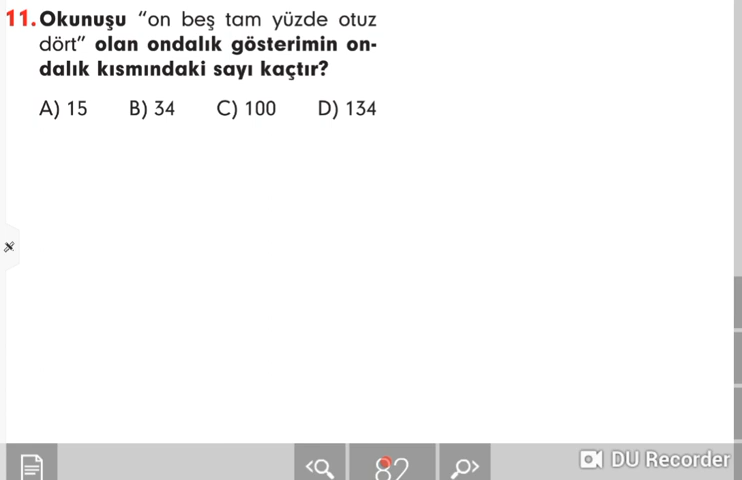 11. Okunuşu "on beş tam yüzde otuz
dört" olan ondalık gösterimin on-
dalık kısmındaki sayı kaçtır?
A) 15 B) 34 C) 100 D) 134
82
DU Recorder